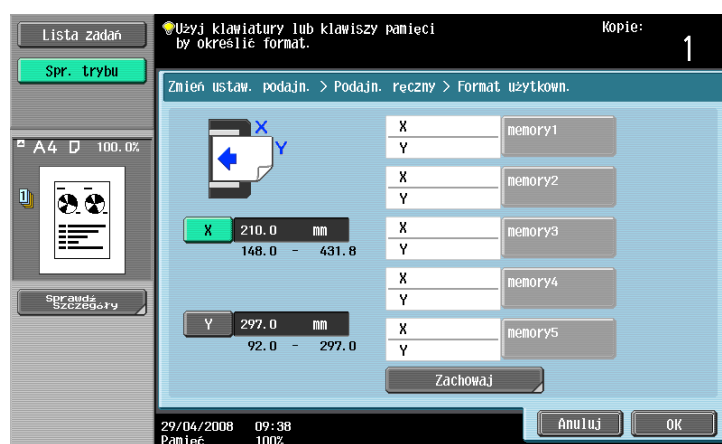 Lista zadań
Spr. trybu
Użyj klawiatury lub klawiszy pamięci
by określić format.
Kopie:
1
Zmień ustaw. podajn. > Podajn. ręczny > Format użytkown.
A4 100.0%
1
Sprawdź
Szczegóły
X
Y
X 210.0 mm
148.0 - 431.8
Y 297.0 mm
92.0 - 297.0
X
Y
memory1
X
Y
memory2
X
Y
memory3
X
Y
memory4
X
Y
memory5
Zachowaj
Anuluj
OK
29/04/2008 09:38
Pamięć 100%